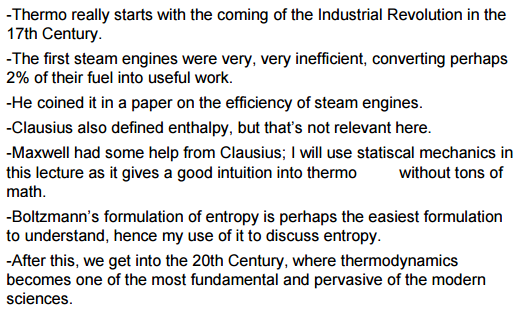 -Thermo really starts with the coming of the Industrial Revolution in the
17th Century.
-The first steam engines were very, very inefficient, converting perhaps
2% of their fuel into useful work.
-He coined it in a paper on the efficiency of steam engines.
-Clausius also defined enthalpy, but that's not relevant here.
-Maxwell had some help from Clausius; I will use statiscal mechanics in
this lecture as it gives a good intuition into thermo without tons of
math.
-Boltzmann's formulation of entropy is perhaps the easiest formulation
to understand, hence my use of it to discuss entropy.
-After this, we get into the 20th Century, where thermodynamics
becomes one of the most fundamental and pervasive of the modern
sciences.